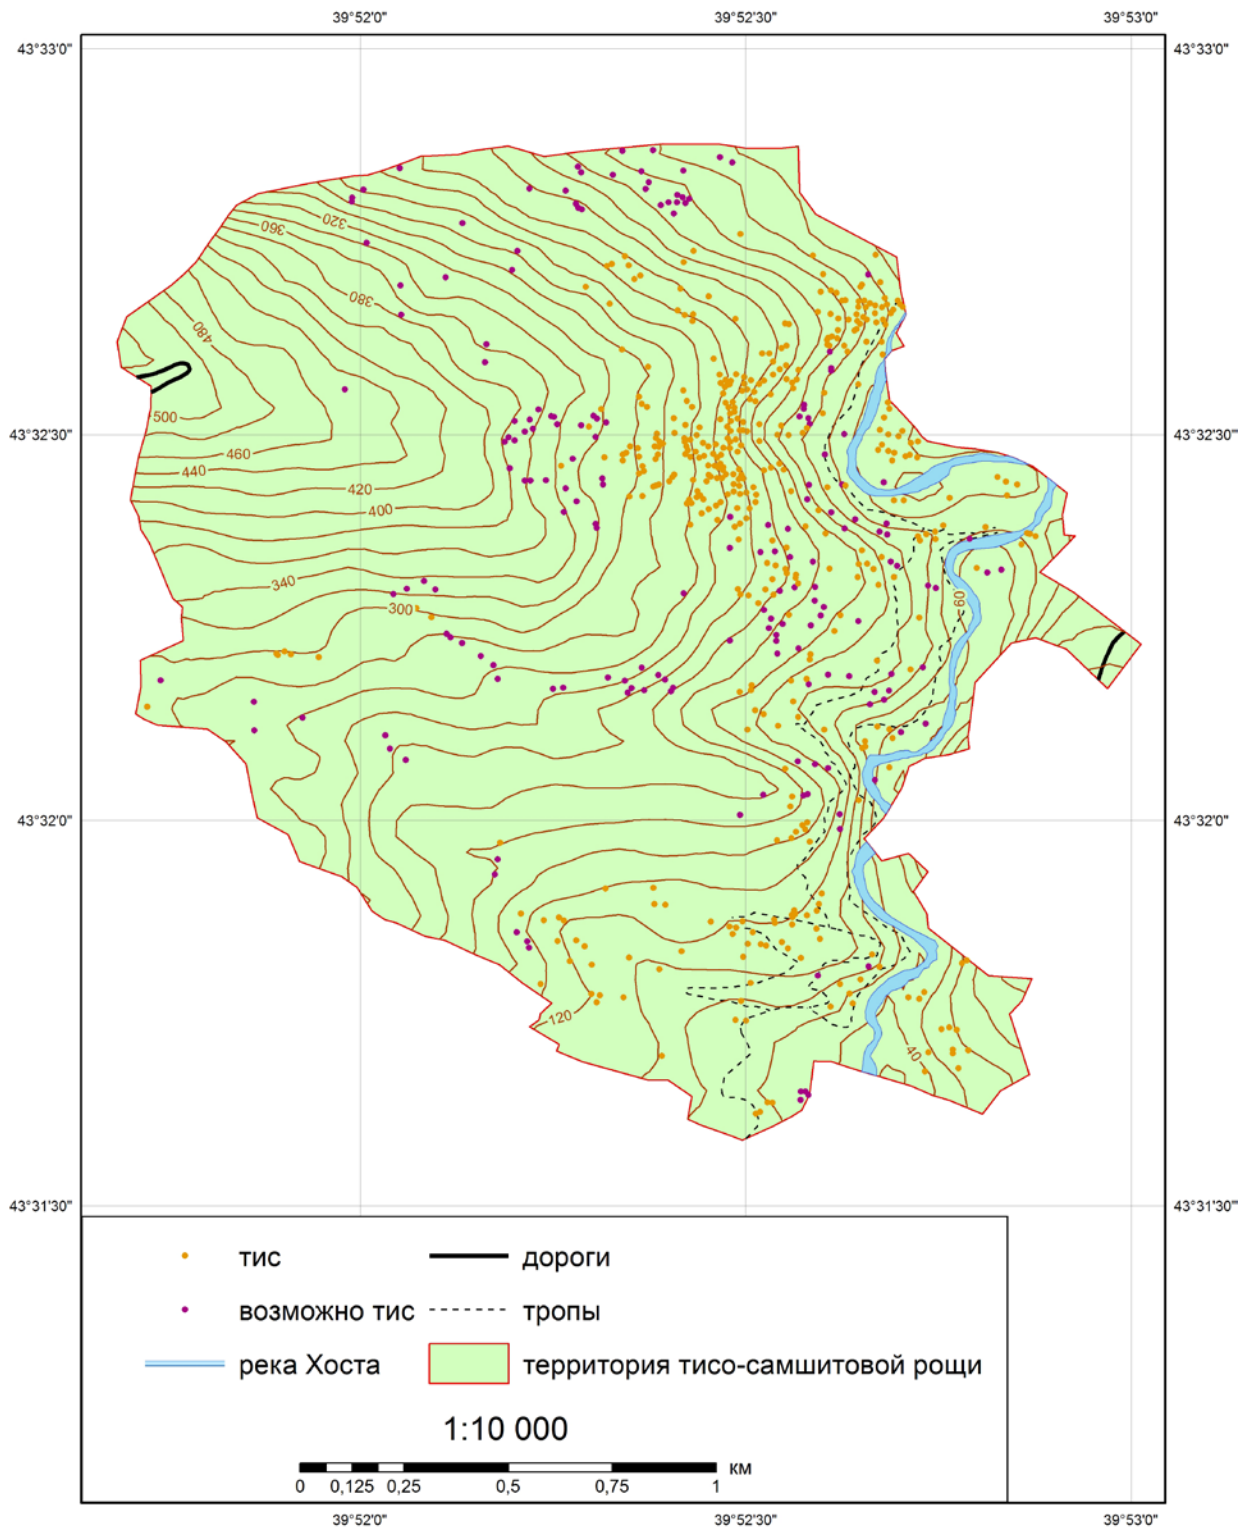 39°52'0" 39°52'30" 39°53'0"
43°33'0" 43°33'0"
320
360
380
480
500
43°32'30" 43°32'30"
460
440
420
400
340
300
60
43°32'0" 43°32'0"
120
40
43°31'30" 43°31'30"
тис дороги
возможно тис тропы
река Хоста территория тисо-самшитовой рощи
1:10 000
км
0 0,125 0,25 0,5 0,75 1
39°52'0" 39°52'30" 39°53'0"